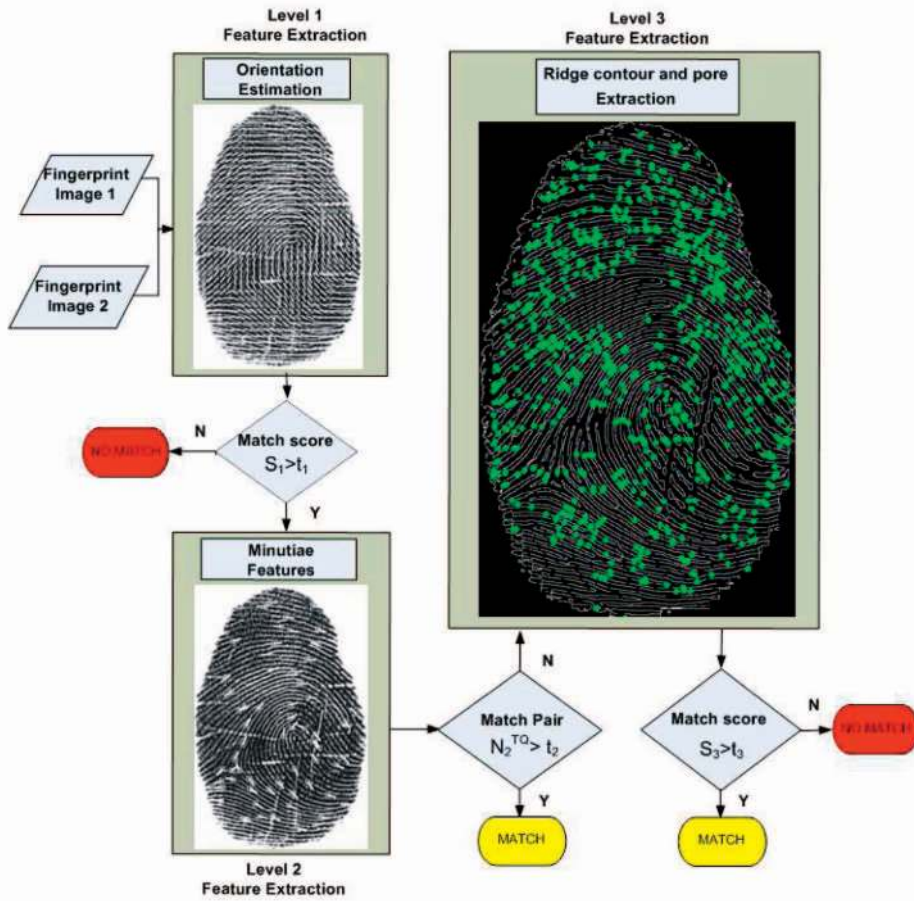 Level 1
Feature Extraction
Orientation
Estimation
Fingerprint
Image 1
Fingerprint
Image 2
Match score
S₁>t₁
N
NO MATCH
Y
Minutiae
Features
Level 2
Feature Extraction
Match Pair
N₂ᵀQ> t₂
N
Y
MATCH
Level 3
Feature Extraction
Ridge contour and pore
Extraction
Match score
S₃>t₃
N
NO MATCH
Y
MATCH